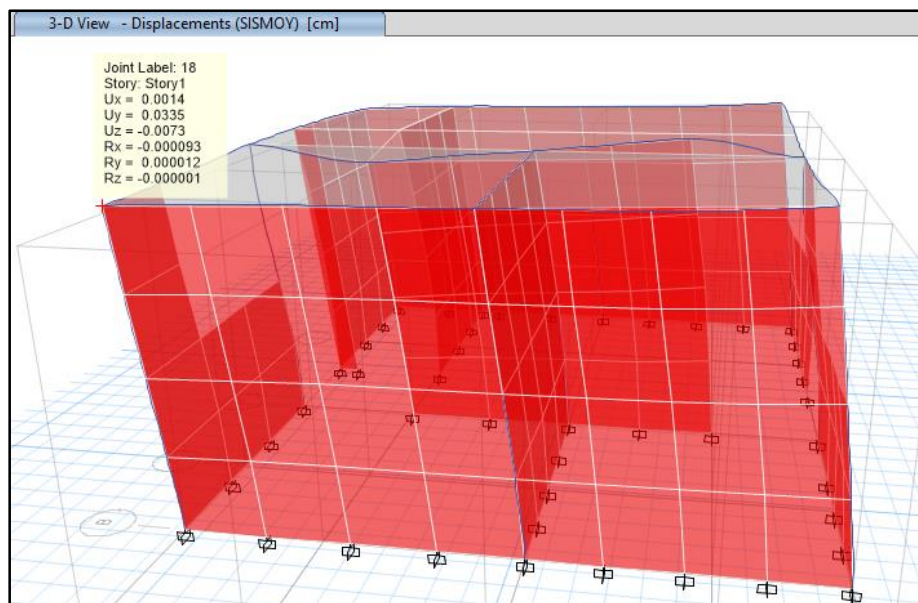 3-D View - Displacements (SISMOY) [cm]
Joint Label: 18
Story: Story1
Ux = 0.0014
Uy = 0.0335
Uz = -0.0073
Rx = -0.000093
Ry = 0.000012
Rz = -0.000001